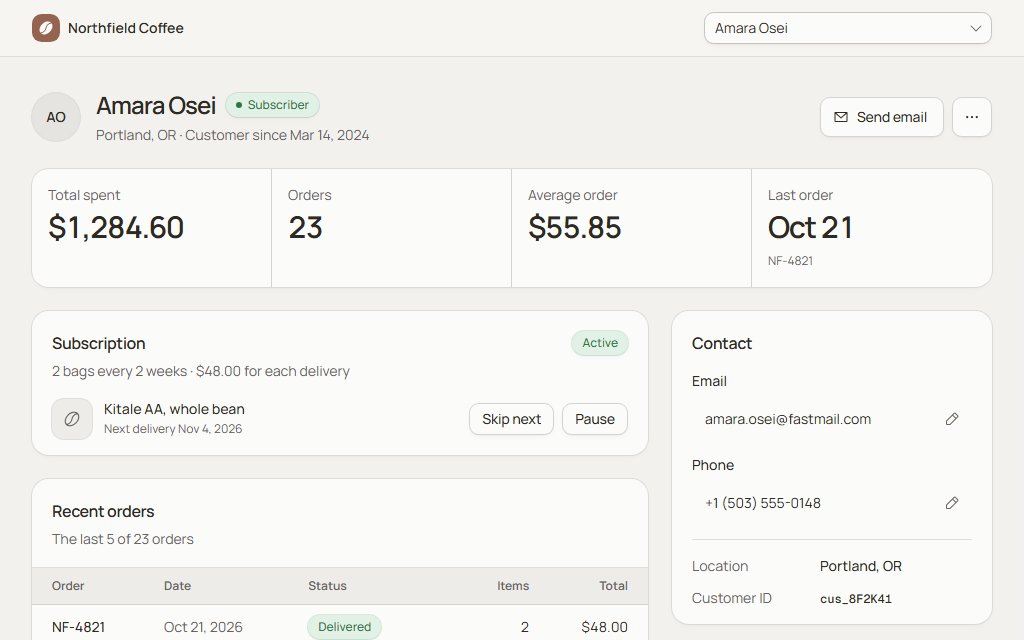 Northfield Coffee
Amara Osei
AO
Amara Osei
Subscriber
Portland, OR · Customer since Mar 14, 2024
Send email
Total spent
$1,284.60
Orders
23
Average order
$55.85
Last order
Oct 21
NF-4821
Subscription
Active
2 bags every 2 weeks · $48.00 for each delivery
Kitale AA, whole bean
Next delivery Nov 4, 2026
Skip next
Pause
Recent orders
The last 5 of 23 orders
Order Date Status Items Total
NF-4821 Oct 21, 2026 Delivered 2 $48.00
Contact
Email
amara.osei@fastmail.com
Phone
+1 (503) 555-0148
Location Portland, OR
Customer ID cus_8F2K41